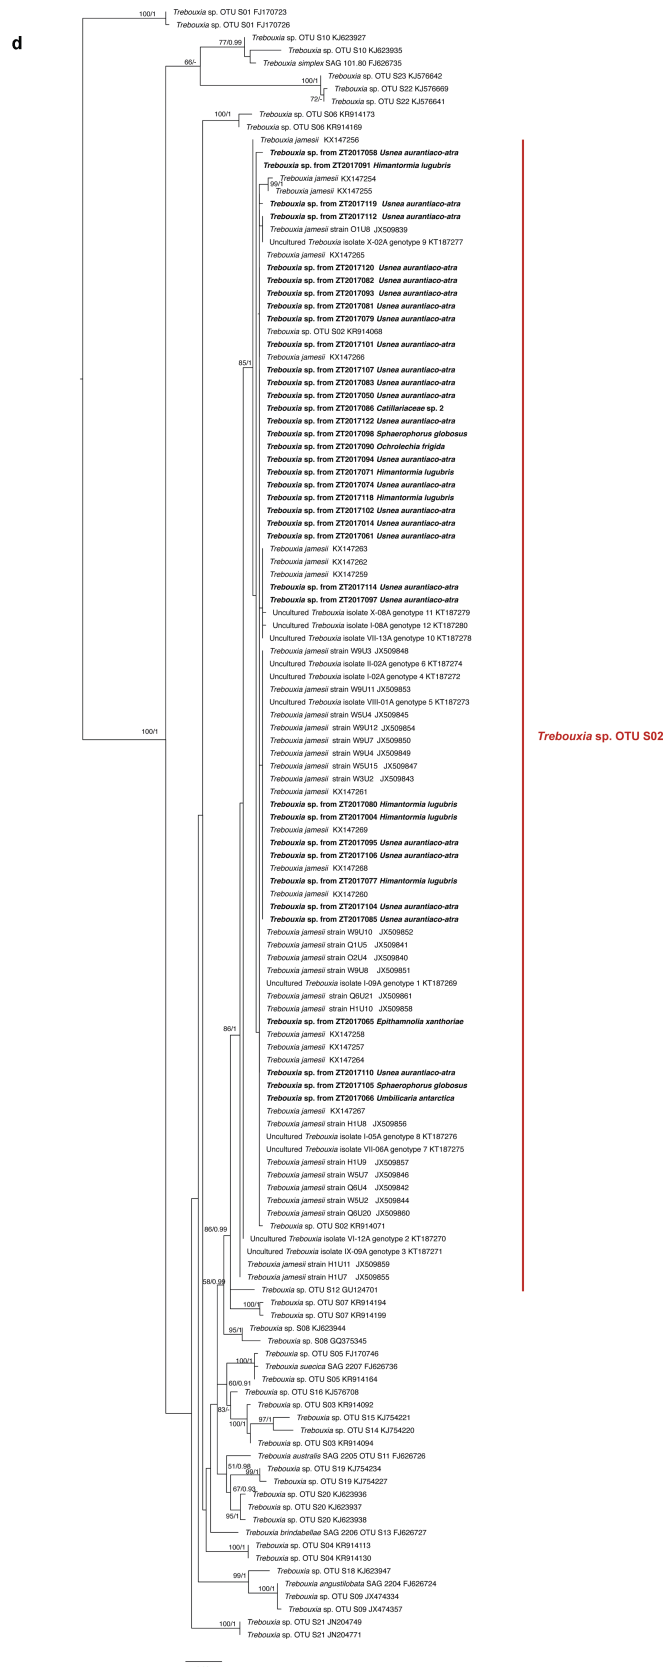 d
100/1
Trebouxia sp. OTU S01 FJ170723
Trebouxia sp. OTU S01 FJ170726
77/0.99
Trebouxia sp. OTU S10 KJ623927
Trebouxia sp. OTU S10 KJ623935
66/-
Trebouxia simplex SAG 101.80 FJ626735
100/1
Trebouxia sp. OTU S23 KJ576642
Trebouxia sp. OTU S22 KJ576669
72/-
Trebouxia sp. OTU S22 KJ576641
100/1
Trebouxia sp. OTU S06 KR914173
Trebouxia sp. OTU S06 KR914169
Trebouxia jamesii KX147256
Trebouxia sp. from ZT2017058 Usnea aurantiaco-atra
Trebouxia sp. from ZT2017091 Himantormia lugubris
99/1
Trebouxia jamesii KX147254
Trebouxia jamesii KX147255
Trebouxia sp. from ZT2017119 Usnea aurantiaco-atra
Trebouxia sp. from ZT2017112 Usnea aurantiaco-atra
Trebouxia jamesii strain O1U8 JX509839
Uncultured Trebouxia isolate X-02A genotype 9 KT187277
Trebouxia jamesii KX147265
Trebouxia sp. from ZT2017120 Usnea aurantiaco-atra
Trebouxia sp. from ZT2017082 Usnea aurantiaco-atra
Trebouxia sp. from ZT2017093 Usnea aurantiaco-atra
Trebouxia sp. from ZT2017081 Usnea aurantiaco-atra
Trebouxia sp. from ZT2017079 Usnea aurantiaco-atra
Trebouxia sp. OTU S02 KR914068
Trebouxia sp. from ZT2017101 Usnea aurantiaco-atra
Trebouxia jamesii KX147266
85/1
Trebouxia sp. from ZT2017107 Usnea aurantiaco-atra
Trebouxia sp. from ZT2017083 Usnea aurantiaco-atra
Trebouxia sp. from ZT2017050 Usnea aurantiaco-atra
Trebouxia sp. from ZT2017086 Catillariaceae sp. 2
Trebouxia sp. from ZT2017122 Usnea aurantiaco-atra
Trebouxia sp. from ZT2017098 Sphaerophorus globosus
Trebouxia sp. from ZT2017090 Ochrolechia frigida
Trebouxia sp. from ZT2017094 Usnea aurantiaco-atra
Trebouxia sp. from ZT2017071 Himantormia lugubris
Trebouxia sp. from ZT2017074 Usnea aurantiaco-atra
Trebouxia sp. from ZT2017118 Himantormia lugubris
Trebouxia sp. from ZT2017102 Usnea aurantiaco-atra
Trebouxia sp. from ZT2017014 Usnea aurantiaco-atra
Trebouxia sp. from ZT2017061 Usnea aurantiaco-atra
Trebouxia jamesii KX147263
Trebouxia jamesii KX147262
Trebouxia jamesii KX147259
Trebouxia sp. from ZT2017114 Usnea aurantiaco-atra
Trebouxia sp. from ZT2017097 Usnea aurantiaco-atra
Uncultured Trebouxia isolate X-08A genotype 11 KT187279
Uncultured Trebouxia isolate I-08A genotype 12 KT187280
Uncultured Trebouxia isolate VII-13A genotype 10 KT187278
Trebouxia jamesii strain W9U3 JX509848
Uncultured Trebouxia isolate II-02A genotype 6 KT187274
Uncultured Trebouxia isolate I-02A genotype 4 KT187272
Trebouxia jamesii strain W9U11 JX509853
Uncultured Trebouxia isolate VIII-01A genotype 5 KT187273
Trebouxia jamesii strain W5U4 JX509845
Trebouxia jamesii strain W9U12 JX509854
100/1
Trebouxia sp. OTU S02
Trebouxia jamesii strain W9U7 JX509850
Trebouxia jamesii strain W9U4 JX509849
Trebouxia jamesii strain W5U15 JX509847
Trebouxia jamesii strain W3U2 JX509843
Trebouxia jamesii KX147261
Trebouxia sp. from ZT2017080 Himantormia lugubris
Trebouxia sp. from ZT2017004 Himantormia lugubris
Trebouxia jamesii KX147269
Trebouxia sp. from ZT2017095 Usnea aurantiaco-atra
Trebouxia sp. from ZT2017106 Usnea aurantiaco-atra
Trebouxia jamesii KX147268
Trebouxia sp. from ZT2017077 Himantormia lugubris
Trebouxia jamesii KX147260
Trebouxia sp. from ZT2017104 Usnea aurantiaco-atra
Trebouxia sp. from ZT2017085 Usnea aurantiaco-atra
Trebouxia jamesii strain W9U10 JX509852
Trebouxia jamesii strain Q1U5 JX509841
Trebouxia jamesii strain O2U4 JX509840
Trebouxia jamesii strain W9U8 JX509851
Uncultured Trebouxia isolate I-09A genotype 1 KT187269
Trebouxia jamesii strain Q6U21 JX509861
Trebouxia jamesii strain H1U10 JX509858
Trebouxia sp. from ZT2017065 Epithamnolia xanthoriae
86/1
Trebouxia jamesii KX147258
Trebouxia jamesii KX147257
Trebouxia jamesii KX147264
Trebouxia sp. from ZT2017110 Usnea aurantiaco-atra
Trebouxia sp. from ZT2017105 Sphaerophorus globosus
Trebouxia sp. from ZT2017066 Umbilicaria antarctica
Trebouxia jamesii KX147267
Trebouxia jamesii strain H1U8 JX509856
Uncultured Trebouxia isolate I-05A genotype 8 KT187276
Uncultured Trebouxia isolate VII-06A genotype 7 KT187275
Trebouxia jamesii strain H1U9 JX509857
Trebouxia jamesii strain W5U7 JX509846
Trebouxia jamesii strain Q6U4 JX509842
Trebouxia jamesii strain W5U2 JX509844
Trebouxia jamesii strain Q6U20 JX509860
Trebouxia sp. OTU S02 KR914071
86/0.99
Uncultured Trebouxia isolate VI-12A genotype 2 KT187270
Uncultured Trebouxia isolate IX-09A genotype 3 KT187271
Trebouxia jamesii strain H1U11 JX509859
Trebouxia jamesii strain H1U7 JX509855
58/0.99
Trebouxia sp. OTU S12 GU124701
100/1
Trebouxia sp. OTU S07 KR914194
Trebouxia sp. OTU S07 KR914199
95/1
Trebouxia sp. S08 KJ623944
Trebouxia sp. S08 GQ375345
Trebouxia sp. OTU S05 FJ170746
100/1
Trebouxia suecica SAG 2207 FJ626736
Trebouxia sp. OTU S05 KR914164
60/0.91
Trebouxia sp. OTU S16 KJ576708
83/-
Trebouxia sp. OTU S03 KR914092
97/1
Trebouxia sp. OTU S15 KJ754221
100/1
Trebouxia sp. OTU S14 KJ754220
Trebouxia sp. OTU S03 KR914094
Trebouxia australis SAG 2205 OTU S11 FJ626726
51/0.98
99/1
Trebouxia sp. OTU S19 KJ754234
Trebouxia sp. OTU S19 KJ754227
67/0.93
Trebouxia sp. OTU S20 KJ623936
Trebouxia sp. OTU S20 KJ623937
95/1
Trebouxia sp. OTU S20 KJ623938
Trebouxia brindabellae SAG 2206 OTU S13 FJ626727
100/1
Trebouxia sp. OTU S04 KR914113
Trebouxia sp. OTU S04 KR914130
99/1
Trebouxia sp. OTU S18 KJ623947
Trebouxia angustilobata SAG 2204 FJ626724
100/1
Trebouxia sp. OTU S09 JX474334
Trebouxia sp. OTU S09 JX474357
100/1
Trebouxia sp. OTU S21 JN204749
Trebouxia sp. OTU S21 JN204771